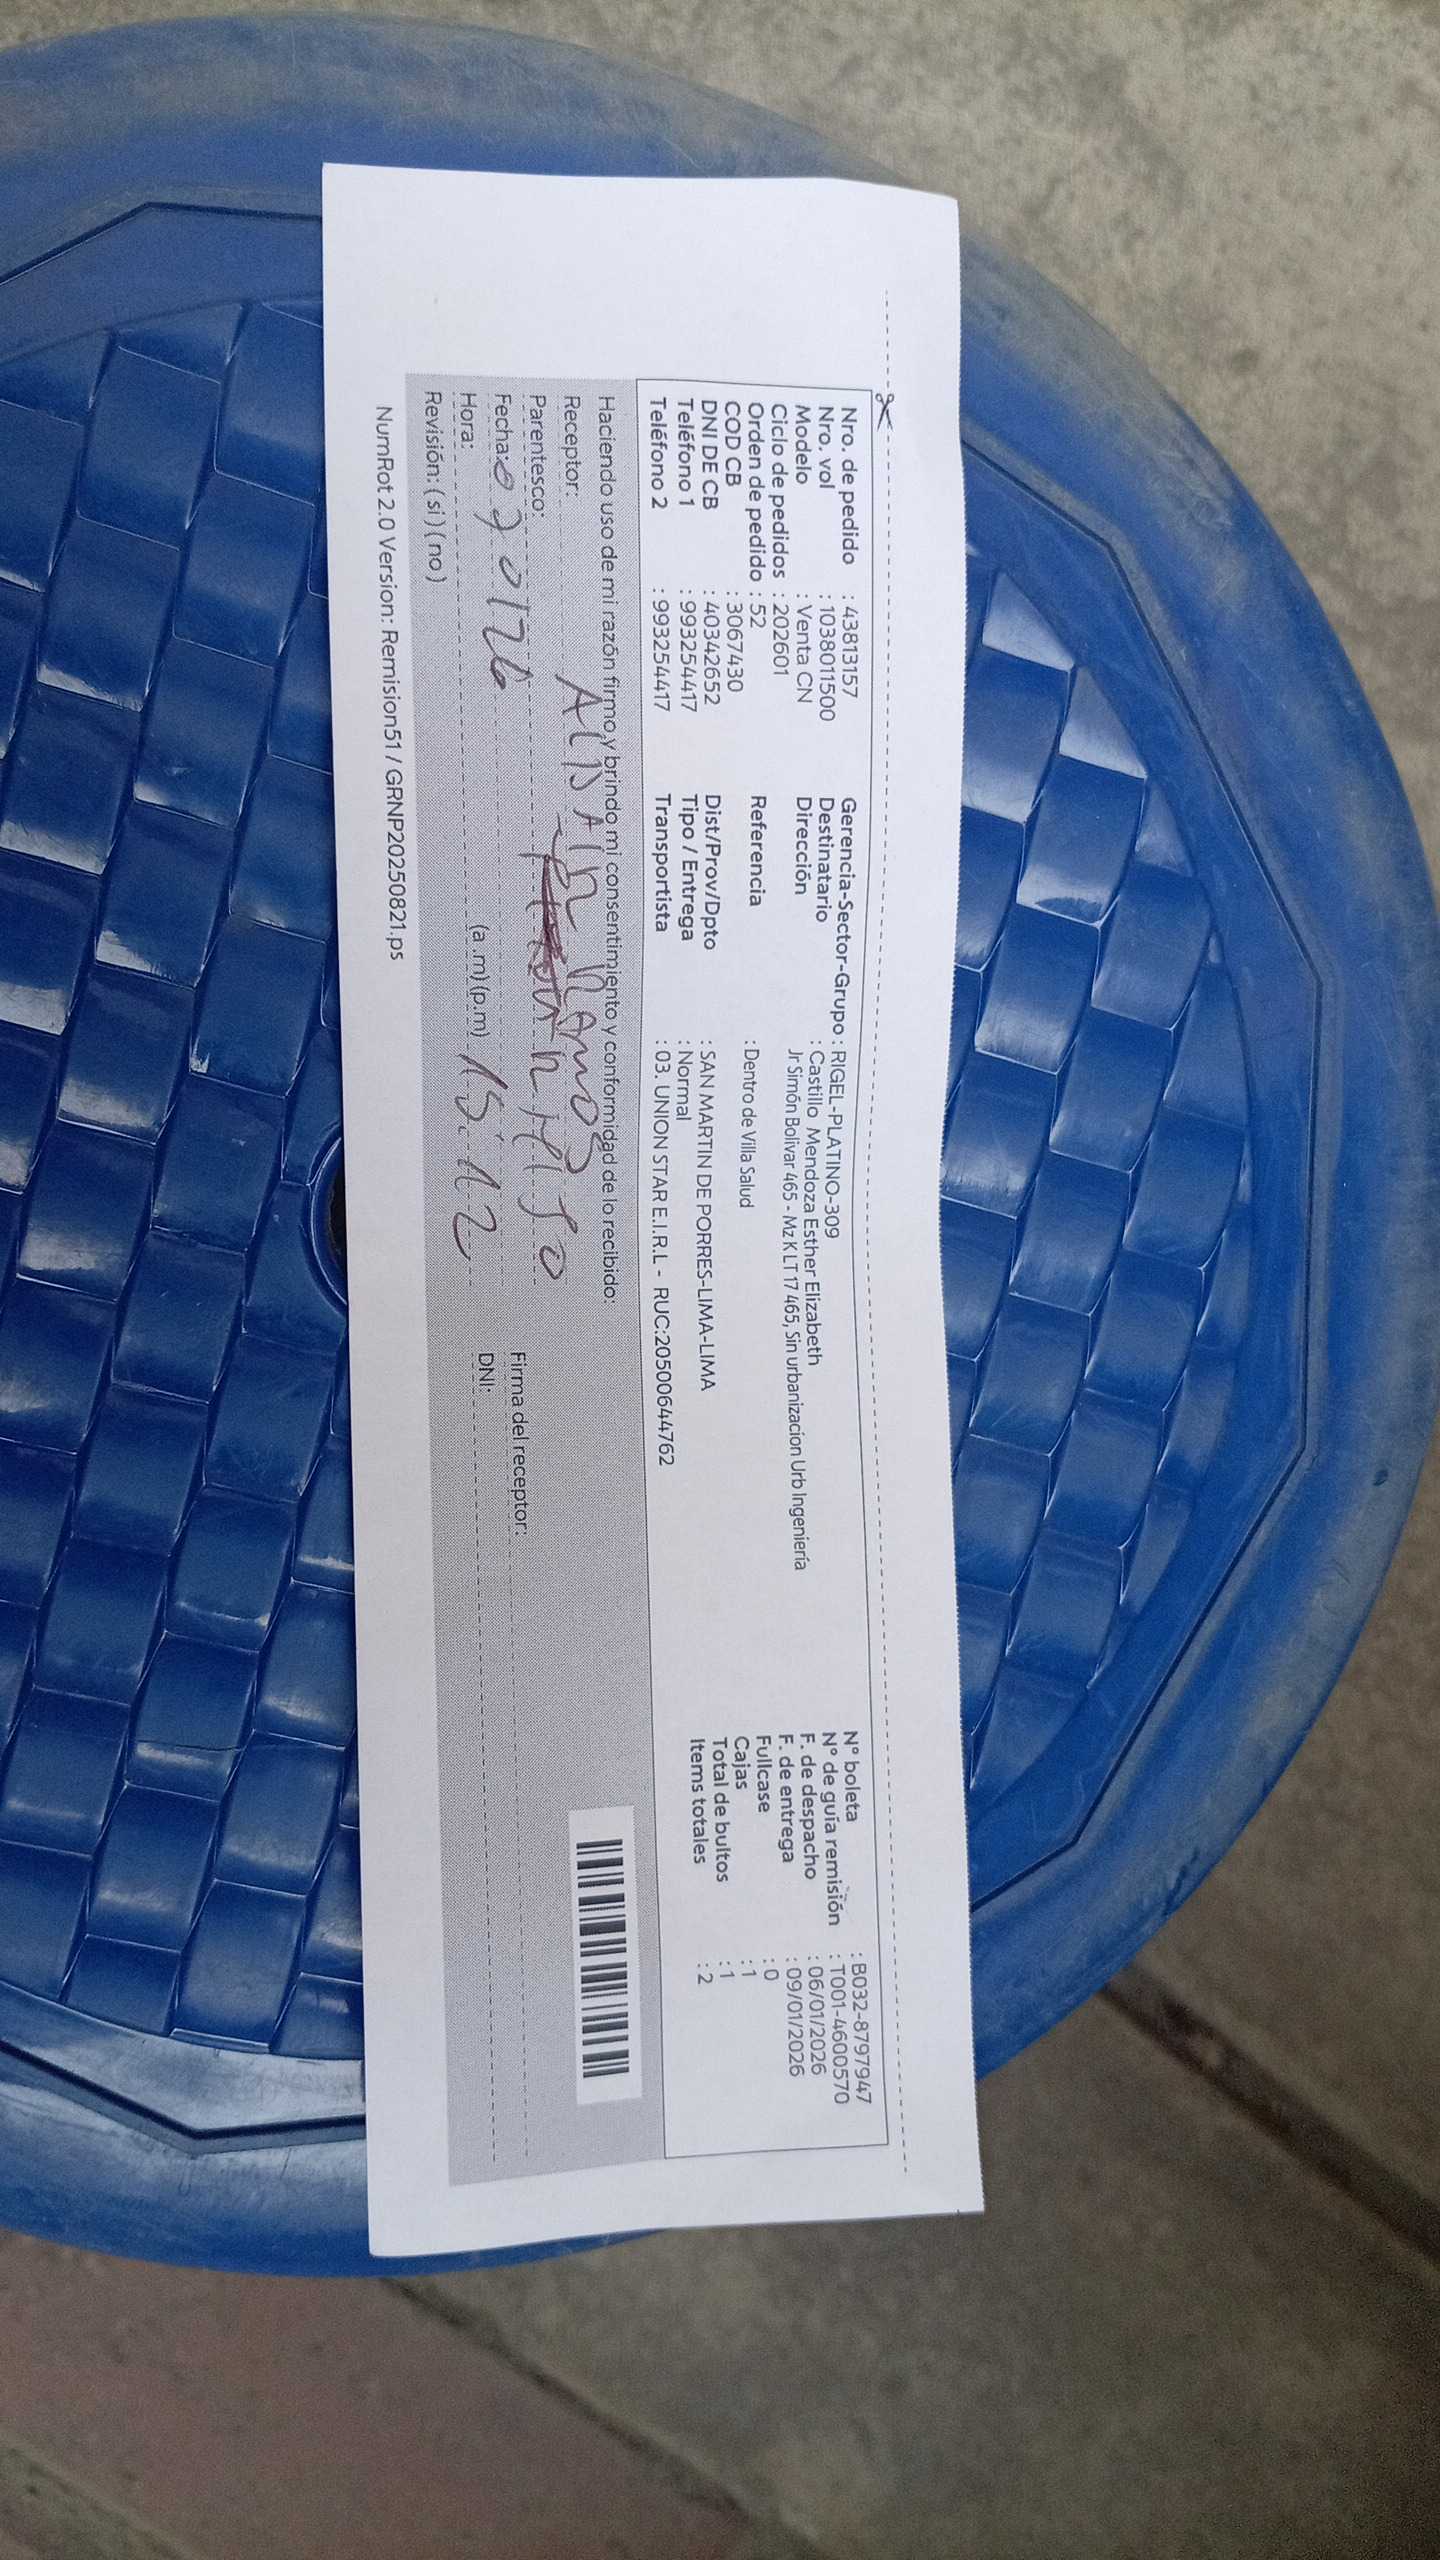 Nro. de pedido : 43813157
Nro. vol : 1038011500
Modelo : Venta CN
Ciclo de pedidos : 202601
Orden de pedido : 52
COD CB : 3067430
DNI DE CB : 40342652
Teléfono 1 : 993254417
Teléfono 2 : 993254417
Gerencia-Sector-Grupo : RIGEL-PLATINO-309
Destinatario : Castillo Mendoza Esther Elizabeth
Dirección Jr Simón Bolivar 465 - Mz K LT 17 465, Sin urbanizacion Urb Ingeniería
Referencia : Dentro de Villa Salud
Dist/Prov/Dpto : SAN MARTIN DE PORRES-LIMA-LIMA
Tipo / Entrega : Normal
Transportista : 03. UNION STAR E.I.R.L - RUC:20500644762
N° boleta : B032-8797947
N° de guía remisión : T001-4600570
F. de despacho : 06/01/2026
F. de entrega : 09/01/2026
Fullcase : 0
Cajas : 1
Total de bultos : 1
Items totales : 2
Haciendo uso de mi razón firmo y brindo mi consentimiento y conformidad de lo recibido:
Receptor:
Parentesco:
Fecha:
Hora: (a.m)(p.m) 15:12
Revisión: (si) (no)
Firma del receptor:
DNI:
NumRot 2.0 Version: Remision51 / GRNP20250821.ps